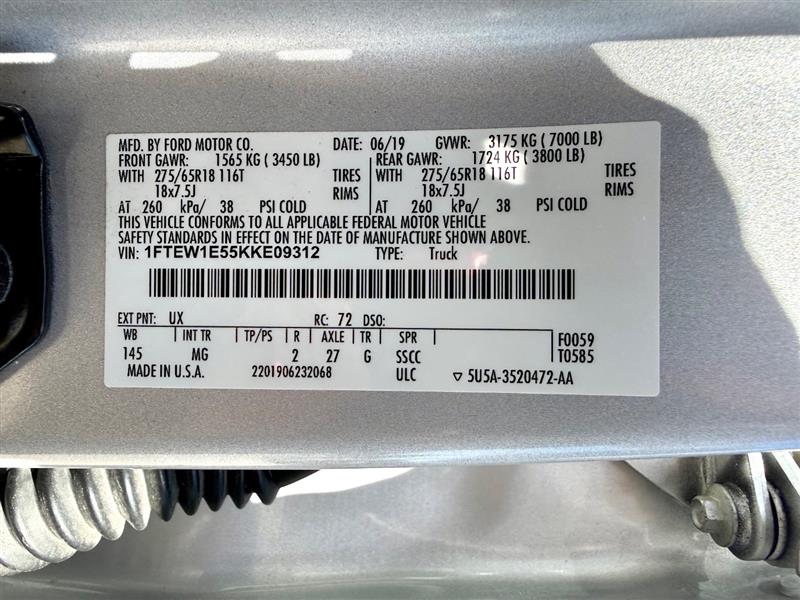 MFD. BY FORD MOTOR CO. DATE: 06/19 GVWR: 3175 KG ( 7000 LB)
FRONT GAWR: 1565 KG ( 3450 LB) REAR GAWR: 1724 KG ( 3800 LB)
WITH 275/65R18 116T TIRES WITH 275/65R18 116T TIRES
18x7.5J RIMS 18x7.5J RIMS
AT 260 kPa/ 38 PSI COLD AT 260 kPa/ 38 PSI COLD
THIS VEHICLE CONFORMS TO ALL APPLICABLE FEDERAL MOTOR VEHICLE
SAFETY STANDARDS IN EFFECT ON THE DATE OF MANUFACTURE SHOWN ABOVE.
VIN: 1FTEW1E55KKE09312 TYPE: Truck
EXT PNT: UX RC: 72 DSO:
WB INT TR TP/PS R AXLE TR SPR F0059
145 MG 2 27 G SSCC T0585
MADE IN U.S.A. 2201906232068 ULC ▽ 5U5A-3520472-AA